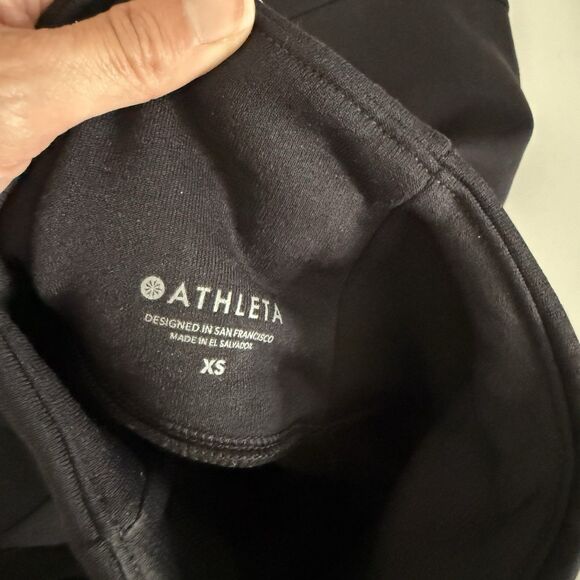 ATHLETA
DESIGNED IN SAN FRANCISCO
MADE IN EL SALVADOR
XS